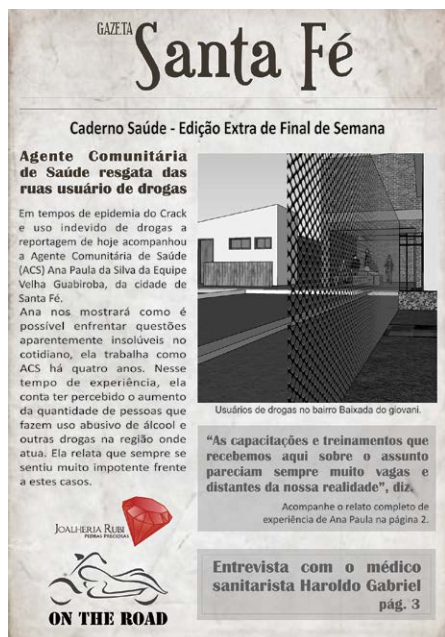 GAZETA
Santa Fé
Caderno Saúde - Edição Extra de Final de Semana
Agente Comunitária
de Saúde resgata das
ruas usuário de drogas
Em tempos de epidemia do Crack
e uso indevido de drogas a
reportagem de hoje acompanhou
a Agente Comunitária de Saúde
(ACS) Ana Paula da Silva da Equipe
Velha Guabiroba, da cidade de
Santa Fé.
Ana nos mostrará como é
possível enfrentar questões
aparentemente insolúveis no
cotidiano, ela trabalha como
ACS há quatro anos. Nesse
tempo de experiência, ela
conta ter percebido o aumento
da quantidade de pessoas que
fazem uso abusivo de álcool e
outras drogas na região onde
atua. Ela relata que sempre se
sentiu muito impotente frente
a estes casos.
JOALHERIA RUBI
PEDRAS PRECIOSAS
ON THE ROAD
Usuários de drogas no bairro Baixada do giovani.
“As capacitações e treinamentos que
recebemos aqui sobre o assunto
pareciam sempre muito vagas e
distantes da nossa realidade”, diz.
Acompanhe o relato completo de
experiência de Ana Paula na página 2.
Entrevista com o médico
sanitarista Haroldo Gabriel
pág. 3